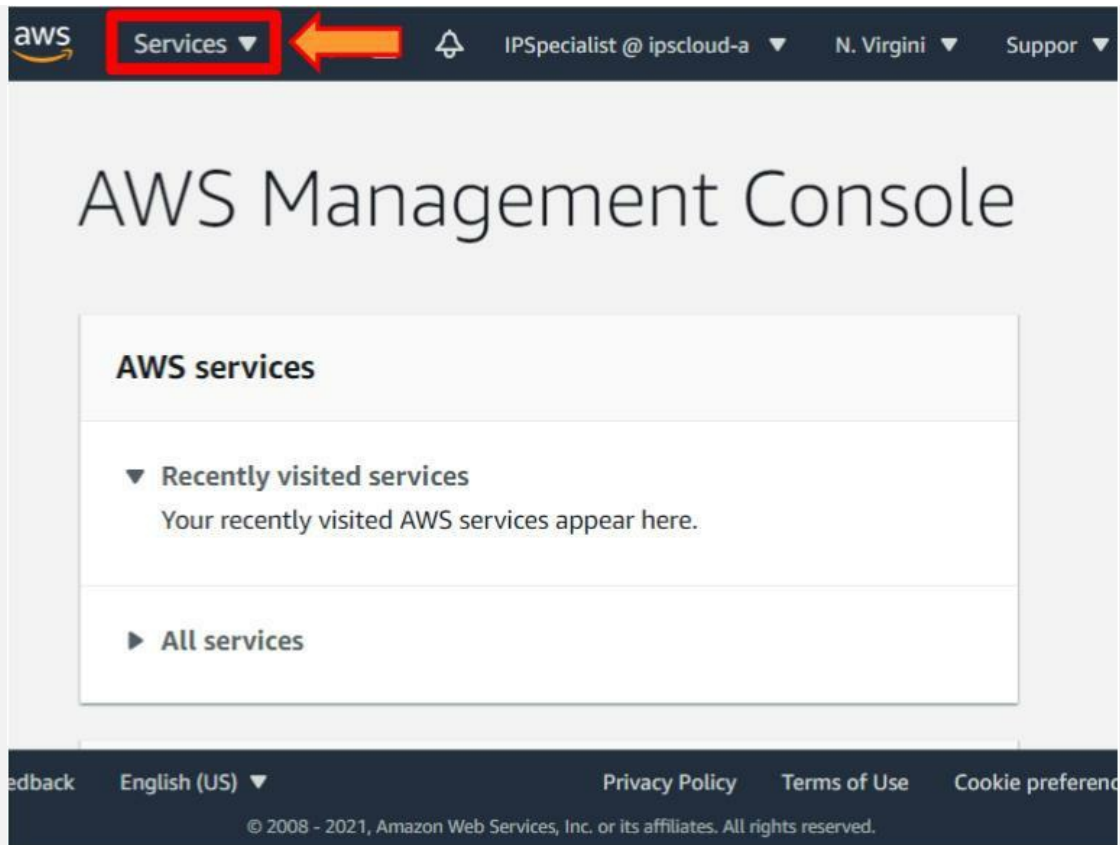 aws Services ▼ IPSpecialist @ ipscloud-a ▼ N. Virgini ▼ Suppor ▼
AWS Management Console
AWS services
▼ Recently visited services
Your recently visited AWS services appear here.
▶ All services
edback English (US) ▼ Privacy Policy Terms of Use Cookie preferenc
© 2008 - 2021, Amazon Web Services, Inc. or its affiliates. All rights reserved.